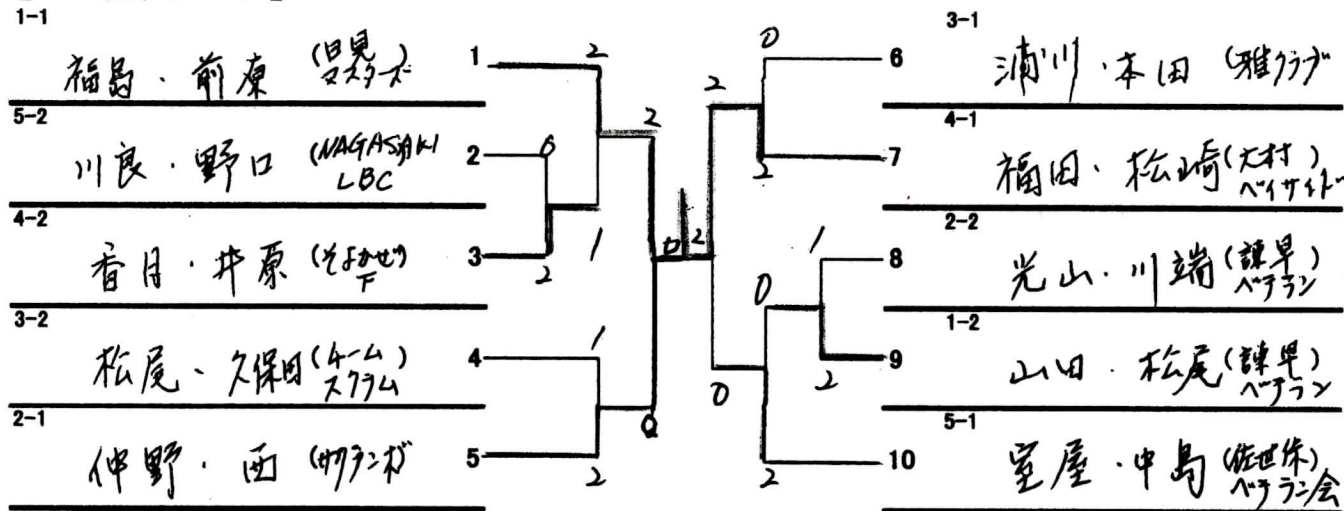 1-1
福島・前原 (日見マスターズ) 1
5-2
川良・野口 (NAGASAKI LBC) 2
4-2
香月・井原 (そよかぜ) 3
3-2
松尾・久保田 (チームスクラム) 4
2-1
仲野・西 (サクランボ) 5
2
2
0
2
1
1
2
0
0
2
2
0
2
0
0
1
2
2
3-1
6 浦川・本田 (雅クラブ)
4-1
7 福田・松崎 (大村ベイサイド)
2-2
8 光山・川端 (諫早ベテラン)
1-2
9 山田・松尾 (諫早ベテラン)
5-1
10 室屋・中島 (佐世保ベテラン会)